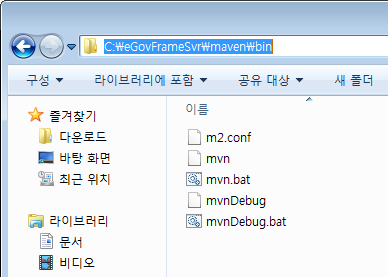 C:₩eGovFrameSvr₩maven₩bin
구성 라이브러리에 포함 공유 대상 새 폴더
즐겨찾기
다운로드
바탕 화면
최근 위치
라이브러리
문서
비디오
이름
m2.conf
mvn
mvn.bat
mvnDebug
mvnDebug.bat